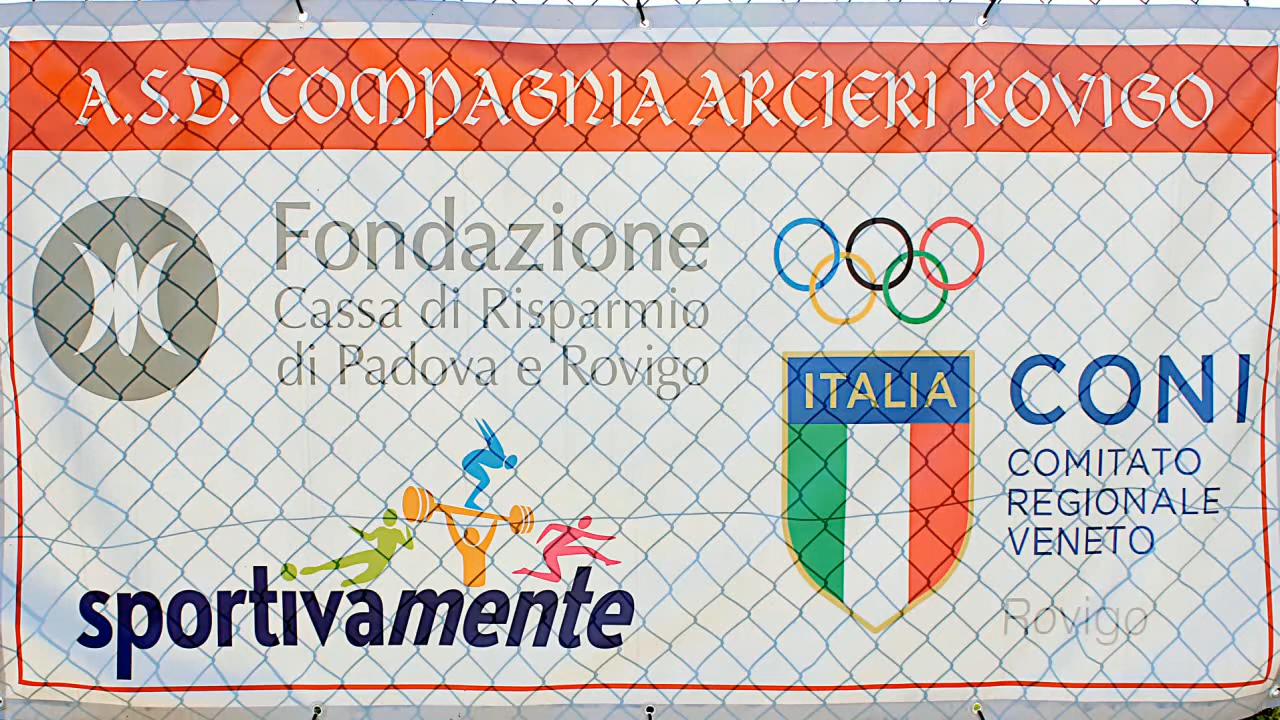 A.S.D. COMPAGNIA ARCIERI ROVIGO
Fondazione
Cassa di Risparmio
di Padova e Rovigo
sportivamente
ITALIA
CONI
COMITATO
REGIONALE
VENETO
Rovigo